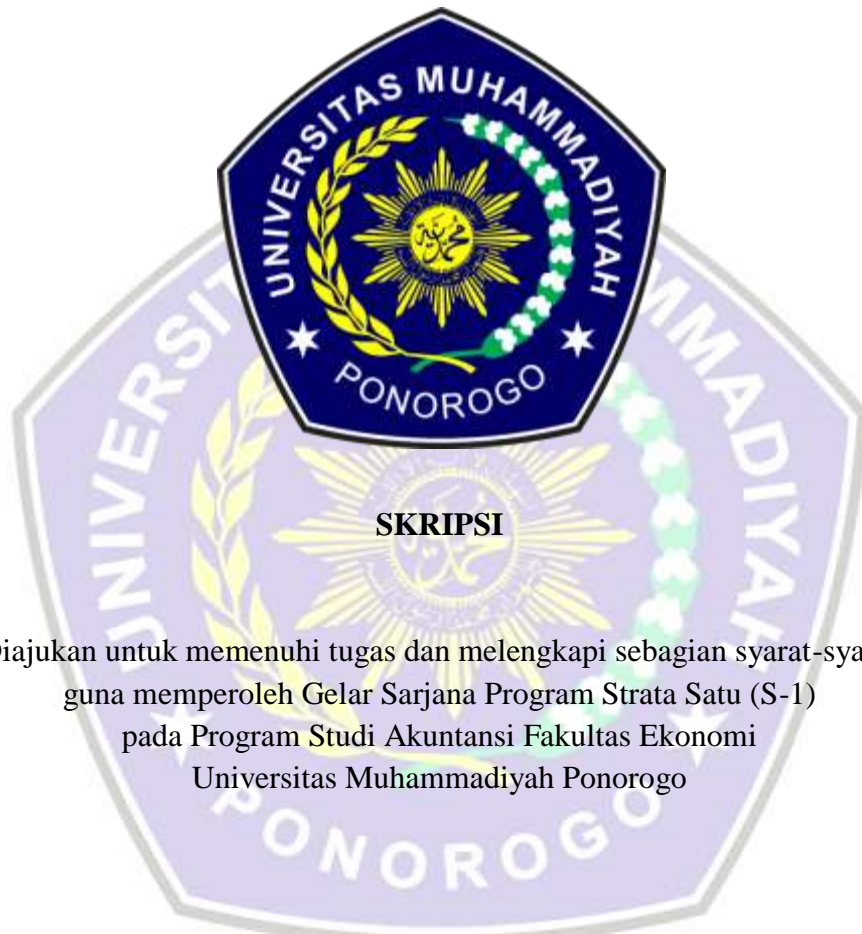 UNIVERSITAS MUHAMMADIYAH
PONOROGO
SKRIPSI
Diajukan untuk memenuhi tugas dan melengkapi sebagian syarat-sya
guna memperoleh Gelar Sarjana Program Strata Satu (S-1)
pada Program Studi Akuntansi Fakultas Ekonomi
Universitas Muhammadiyah Ponorogo
PONOROGO